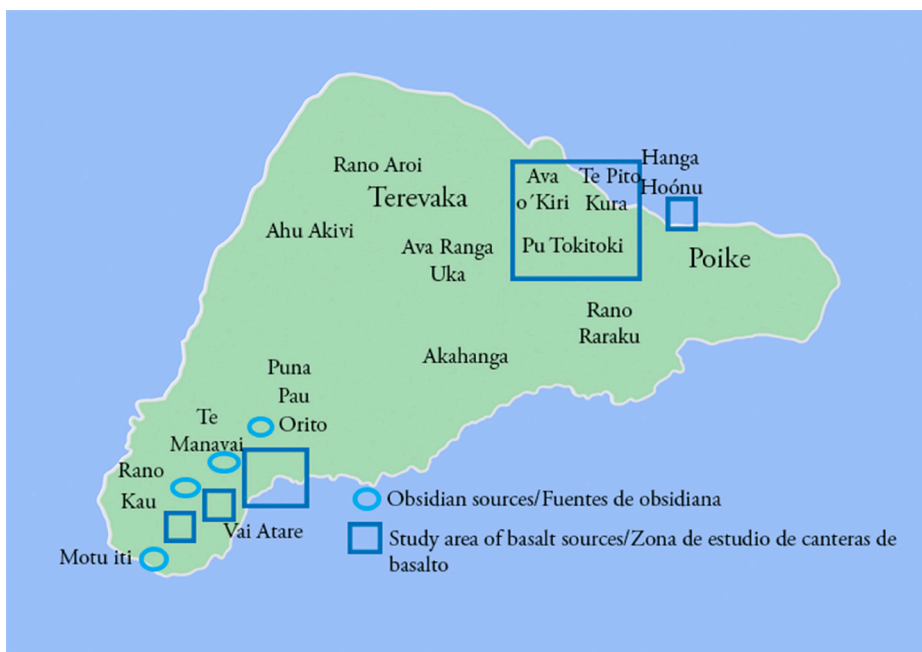 Rano Aroi
Terevaka
Ahu Akivi
Ava Ranga
Uka
Ava
o´Kiri
Te Pito
Kura
Pu Tokitoki
Hanga
Hoónu
Poike
Rano
Raraku
Akahanga
Puna
Pau
Orito
Te
Manavai
Rano
Kau
Vai Atare
Motu iti
Obsidian sources/Fuentes de obsidiana
Study area of basalt sources/Zona de estudio de canteras de
basalto